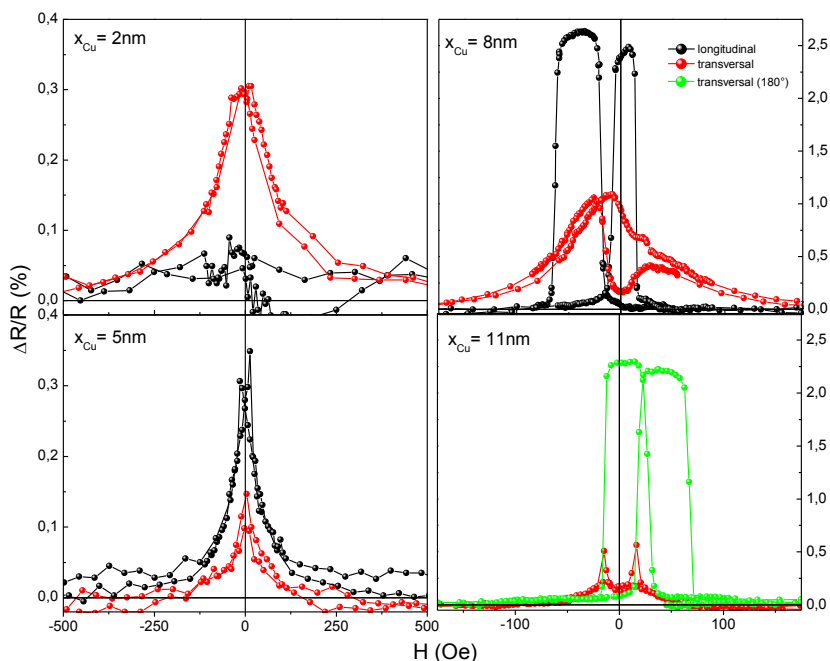 x_Cu = 2nm
0,4
0,3
0,2
0,1
0,0
x_Cu = 8nm
longitudinal
transversal
transversal (180°)
2,5
2,0
1,5
1,0
0,5
0,0
ΔR/R (%)
x_Cu = 5nm
0,4
0,3
0,2
0,1
0,0
-500 -250 0 250 500
x_Cu = 11nm
2,5
2,0
1,5
1,0
0,5
0,0
-100 0 100
H (Oe)